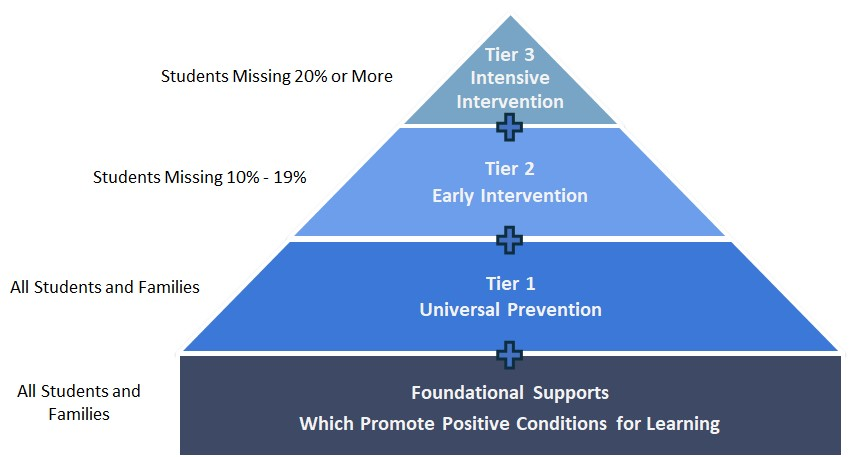 Students Missing 20% or More
Tier 3
Intensive
Intervention
Students Missing 10% - 19%
Tier 2
Early Intervention
All Students and Families
Tier 1
Universal Prevention
All Students and
Families
Foundational Supports
Which Promote Positive Conditions for Learning